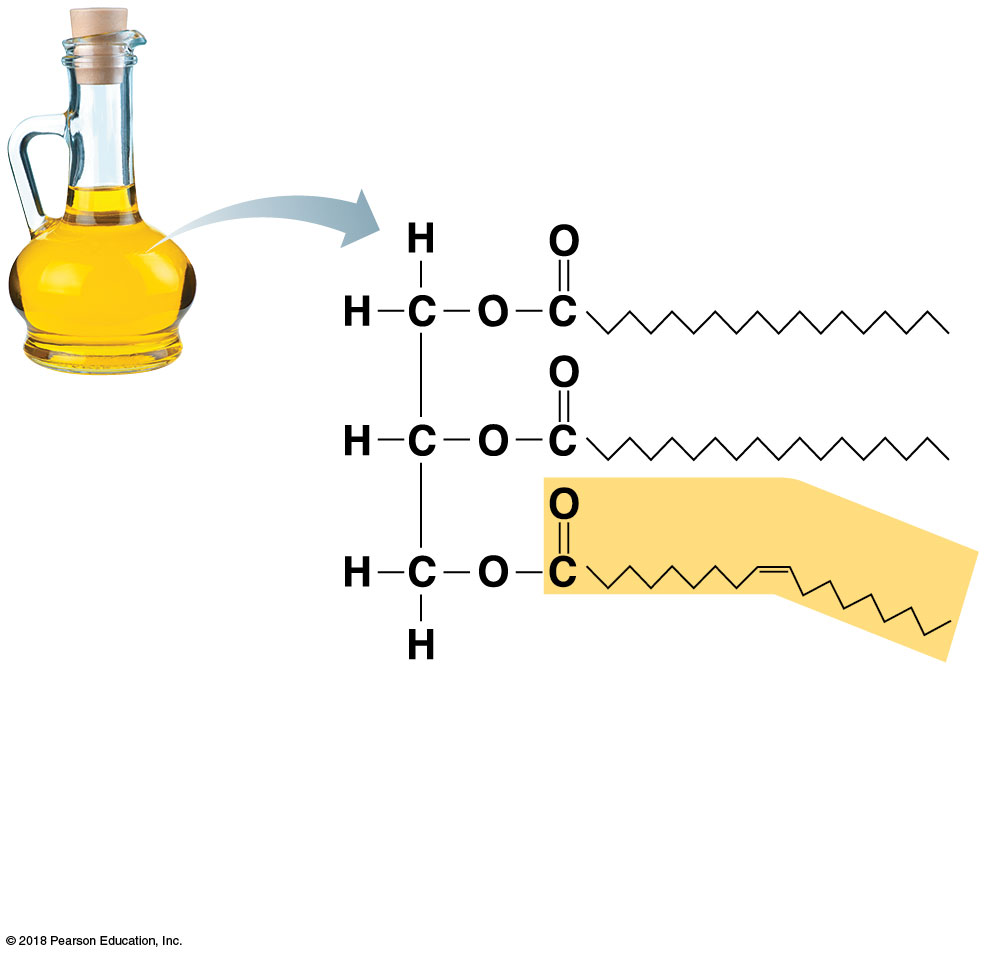 H O
H C O C
O
H C O C
O
H C O C
H
© 2018 Pearson Education, Inc.